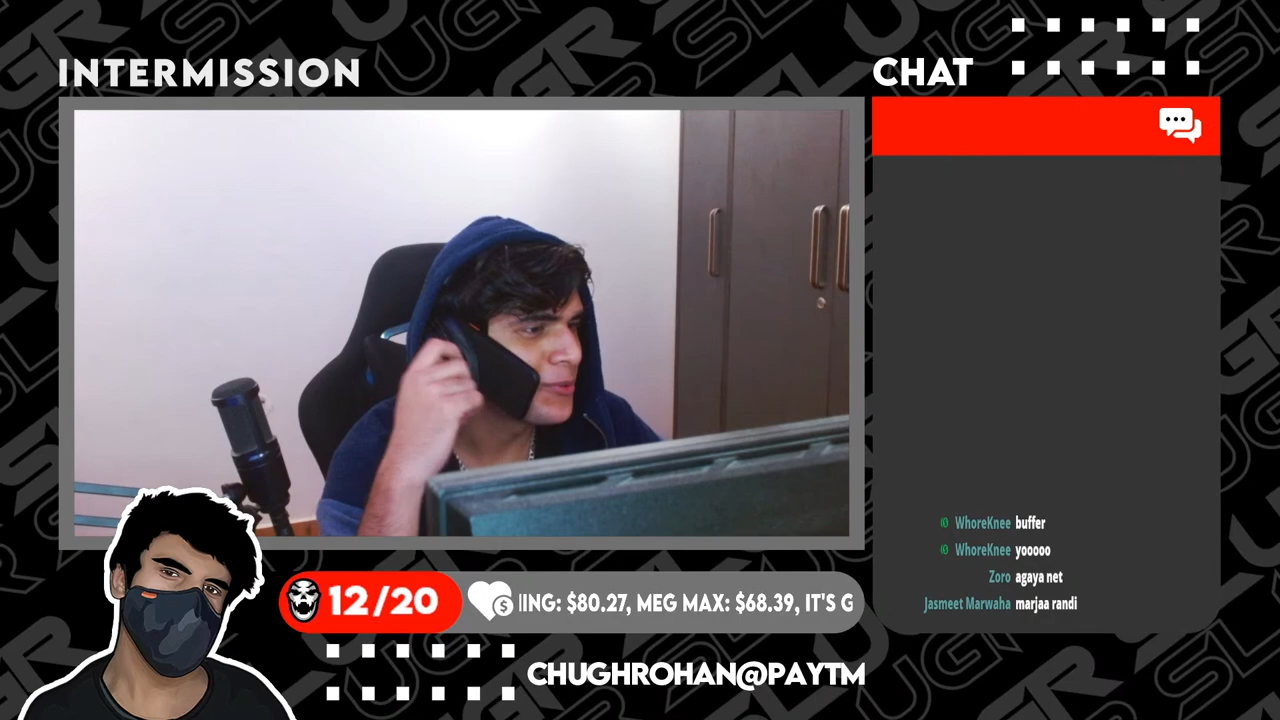 INTERMISSION
CHAT
WhoreKnee buffer
WhoreKnee yooooo
Zoro agaya net
Jasmeet Marwaha marjaa randi
12/20
IING: $80.27, MEG MAX: $68.39, IT'S G
CHUGHROHAN@PAYTM